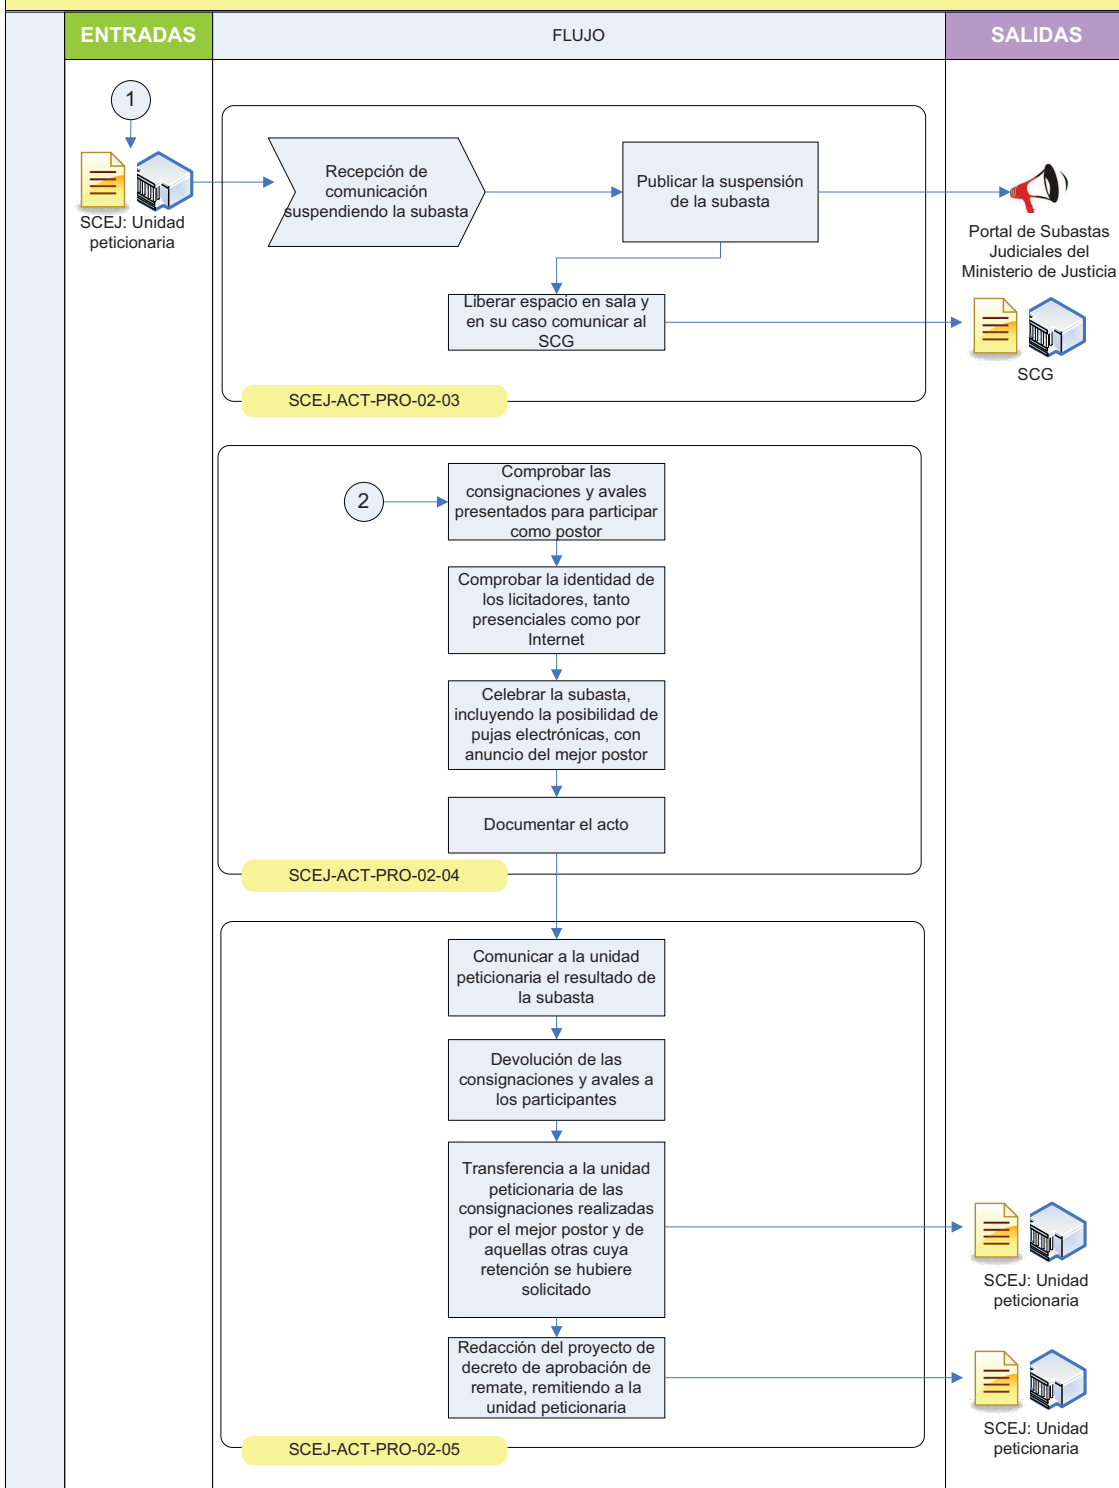 ENTRADAS
FLUJO
SALIDAS
1
SCEJ: Unidad
peticionaria
Recepción de
comunicación
suspendiendo la subasta
Publicar la suspensión
de la subasta
Portal de Subastas
Judiciales del
Ministerio de Justicia
Liberar espacio en sala y
en su caso comunicar al
SCG
SCG
SCEJ-ACT-PRO-02-03
2
Comprobar las
consignaciones y avales
presentados para participar
como postor
Comprobar la identidad de
los licitadores, tanto
presenciales como por
Internet
Celebrar la subasta,
incluyendo la posibilidad de
pujas electrónicas, con
anuncio del mejor postor
Documentar el acto
SCEJ-ACT-PRO-02-04
Comunicar a la unidad
peticionaria el resultado de
la subasta
Devolución de las
consignaciones y avales a
los participantes
Transferencia a la unidad
peticionaria de las
consignaciones realizadas
por el mejor postor y de
aquellas otras cuya
retención se hubiere
solicitado
SCEJ: Unidad
peticionaria
Redacción del proyecto de
decreto de aprobación de
remate, remitiendo a la
unidad peticionaria
SCEJ: Unidad
peticionaria
SCEJ-ACT-PRO-02-05